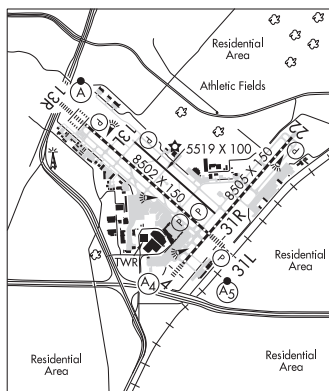 Residential
Area
Athletic Fields
A
13R
13L
P
5519 X 100
22
P
8502 X 150
8505 X 150
P
P
31R
31L
P
TWR
A4
4
A5
Residential
Area
Residential
Area
Residential
Area